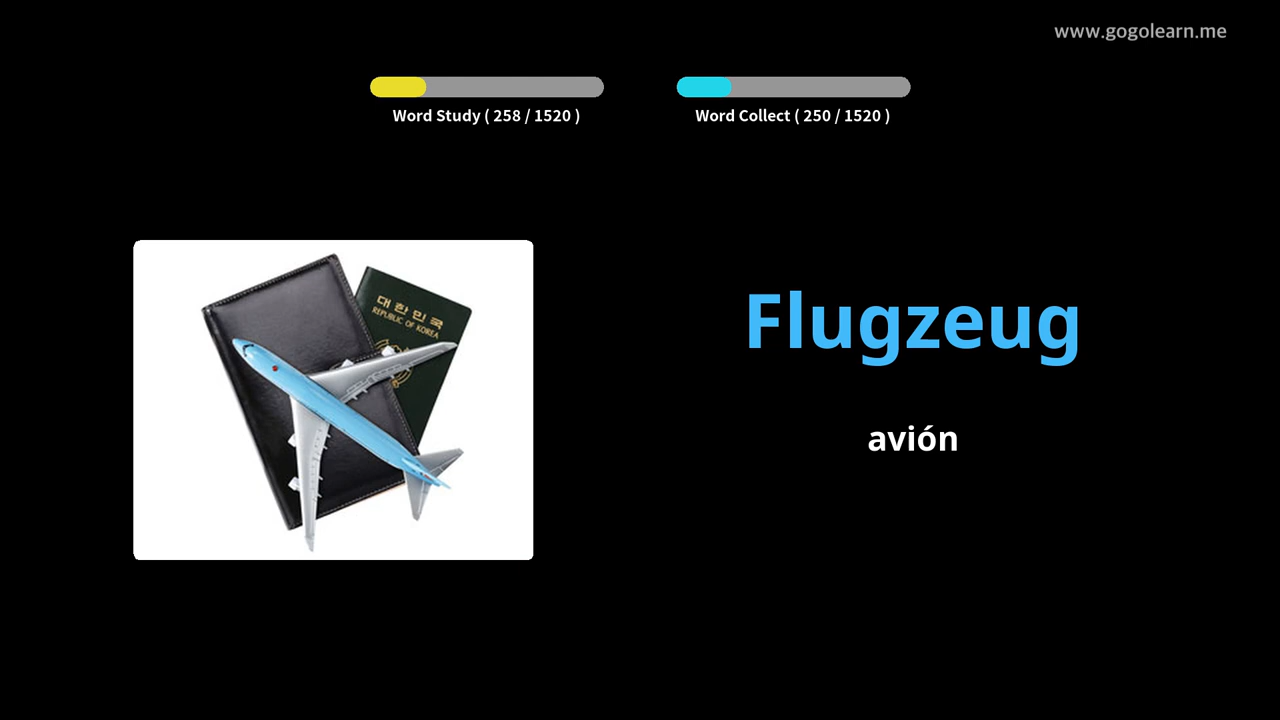 www.gogolearn.me
Word Study ( 258 / 1520 )
Word Collect ( 250 / 1520 )
대한민국
REPUBLIC OF KOREA
Flugzeug
avión